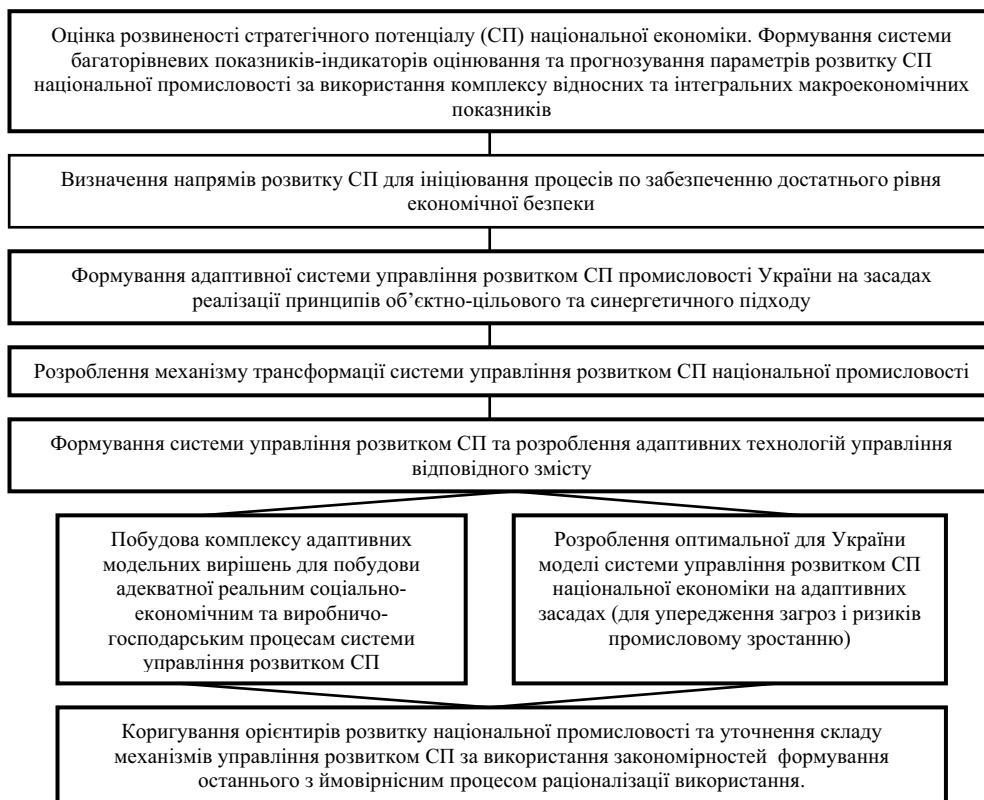 Оцінка розвиненості стратегічного потенціалу (СП) національної економіки. Формування системи
багаторівневих показників-індикаторів оцінювання та прогнозування параметрів розвитку СП
національної промисловості за використання комплексу відносних та інтегральних макроекономічних
показників
Визначення напрямів розвитку СП для ініціювання процесів по забезпеченню достатнього рівня
економічної безпеки
Формування адаптивної системи управління розвитком СП промисловості України на засадах
реалізації принципів об’єктно-цільового та синергетичного підходу
Розроблення механізму трансформації системи управління розвитком СП національної промисловості
Формування системи управління розвитком СП та розроблення адаптивних технологій управління
відповідного змісту
Побудова комплексу адаптивних
модельних вирішень для побудови
адекватної реальним соціально-
економічним та виробничо-
господарським процесам системи
управління розвитком СП
Розроблення оптимальної для України
моделі системи управління розвитком СП
національної економіки на адаптивних
засадах (для упередження загроз і ризиків
промисловому зростанню)
Коригування орієнтирів розвитку національної промисловості та уточнення складу
механізмів управління розвитком СП за використання закономірностей формування
останнього з ймовірнісним процесом раціоналізації використання.